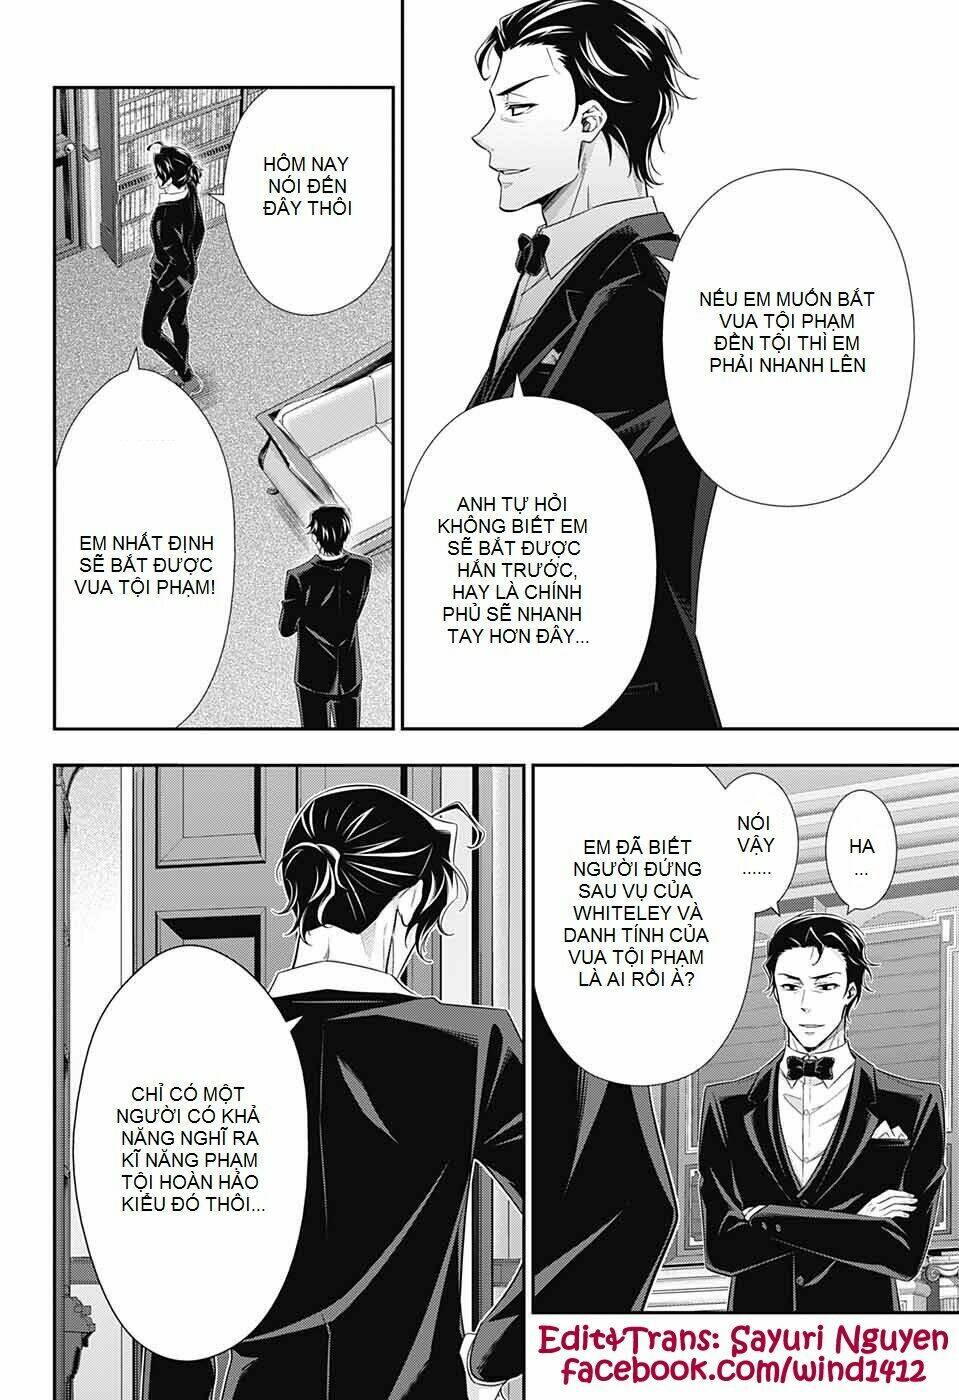 NẾU EM MUỐN BẮT
VUA TỘI PHẠM
ĐỀN TỘI THÌ EM
PHẢI NHANH LÊN
ANH TỰ HỎI
KHÔNG BIẾT EM
SẼ BẮT ĐƯỢC
HẮN TRƯỚC,
HAY LÀ CHÍNH
PHỦ SẼ NHANH
TAY HƠN ĐÂY...
HÔM NAY
NÓI ĐẾN
ĐÂY THÔI
EM NHẤT ĐỊNH
SẼ BẮT ĐƯỢC
VUA TỘI PHẠM!
HA
...
NÓI
VẬY
......
EM ĐÃ BIẾT
NGƯỜI ĐỨNG
SAU VỤ CỦA
WHITELEY VÀ
DANH TÍNH CỦA
VUA TỘI PHẠM
LÀ AI RỒI À?
CHỈ CÓ MỘT
NGƯỜI CÓ KHẢ
NĂNG NGHĨ RA
KĨ NĂNG PHẠM
TỘI HOÀN HẢO
KIỂU ĐÓ THÔI...
Edit&Trans: Sayuri Nguyen
facebook.com/wind1412